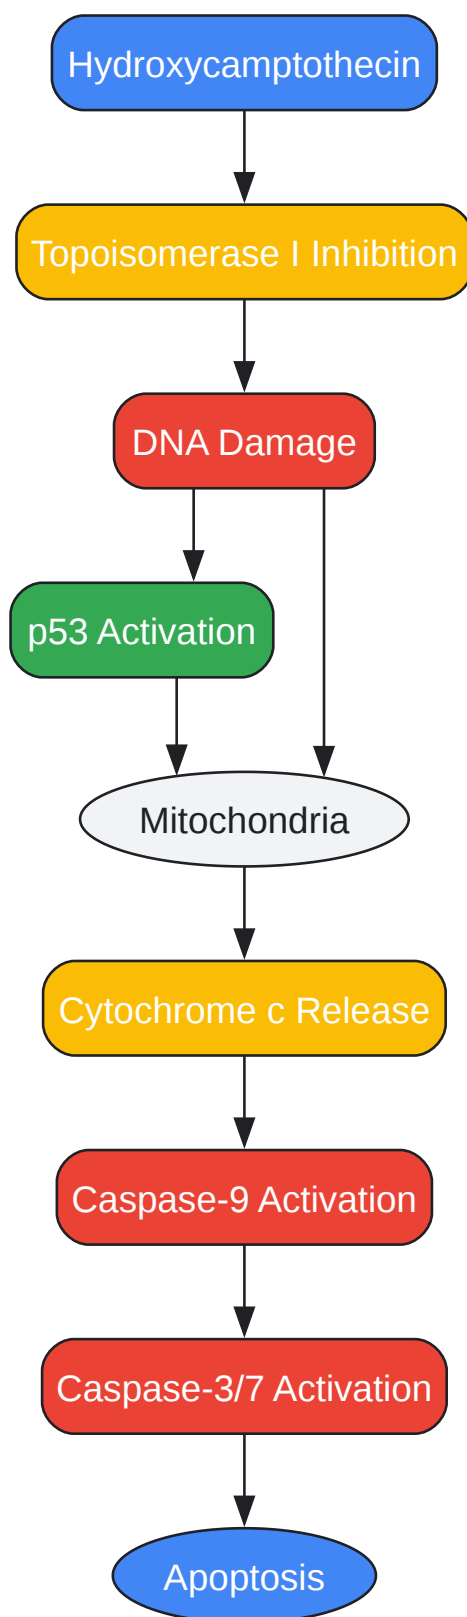 Hydroxycamptothecin
Topoisomerase I Inhibition
DNA Damage
p53 Activation
Mitochondria
Cytochrome c Release
Caspase-9 Activation
Caspase-3/7 Activation
Apoptosis